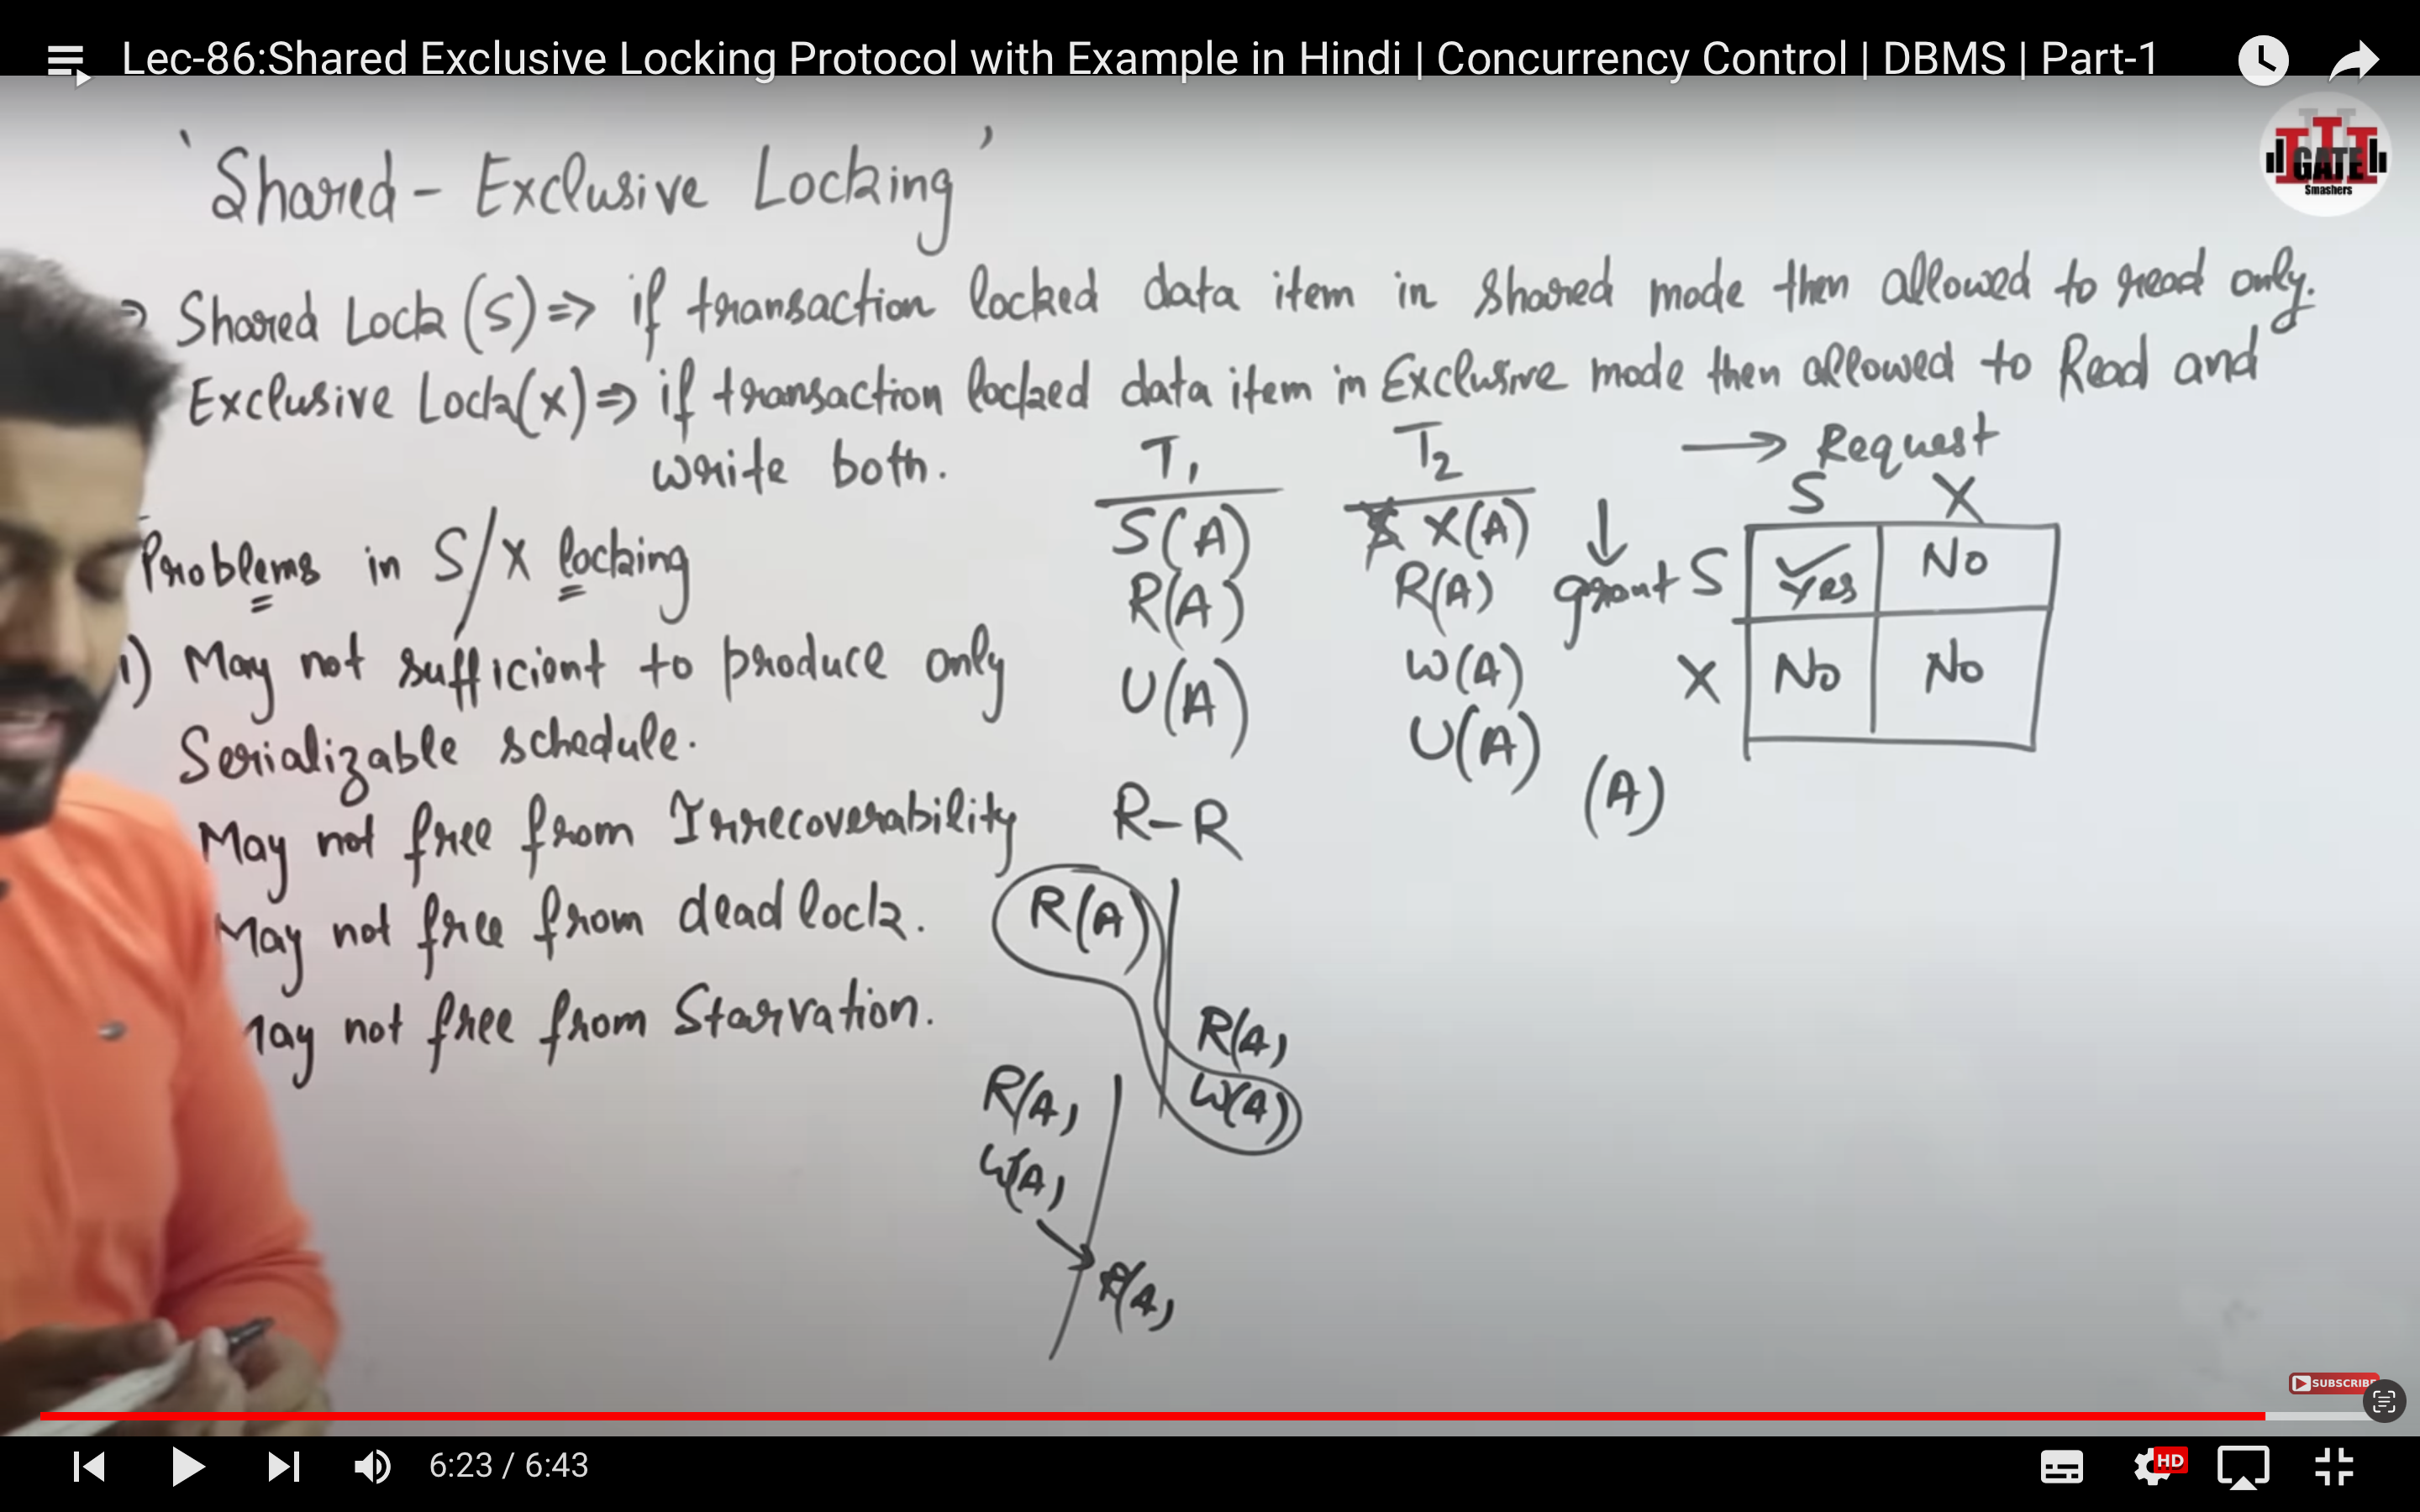 Lec-86:Shared Exclusive Locking Protocol with Example in Hindi | Concurrency Control | DBMS | Part-1
GATE
Smashers
'Shared - Exclusive Locking'
Shared Lock (S) => if transaction locked data item in shared mode then allowed to read only.
Exclusive Lock(X) => if transaction locked data item in Exclusive mode then allowed to Read and
write both.
T1 T2
→ Request
S X
S(A) X(A)
grant S Yes No
R(A) R(A)
X No No
U(A) W(A)
U(A)
(A)
Problems in S/X locking
1) May not sufficient to produce only
Serializable schedule.
May not free from Irrecoverability
May not free from deadlock.
May not free from Starvation.
R-R
R(A)
R(A)
W(A)
R(A)
W(A)
R(A)
SUBSCRIBE
6:23 / 6:43
HD